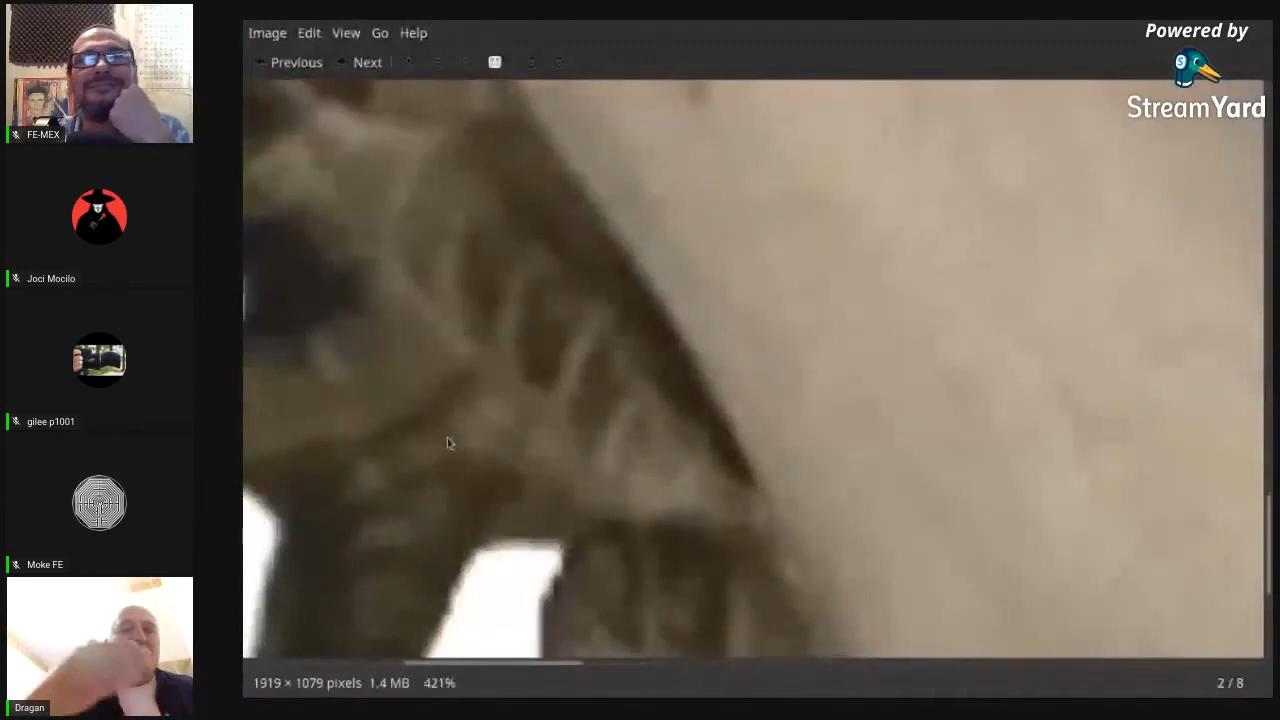 Image Edit View Go Help
Previous Next
Powered by
StreamYard
FE-MEX
Joci Mocilo
gilee p1001
Moke FE
Dragan
1919 × 1079 pixels 1.4 MB 421%
2 / 8